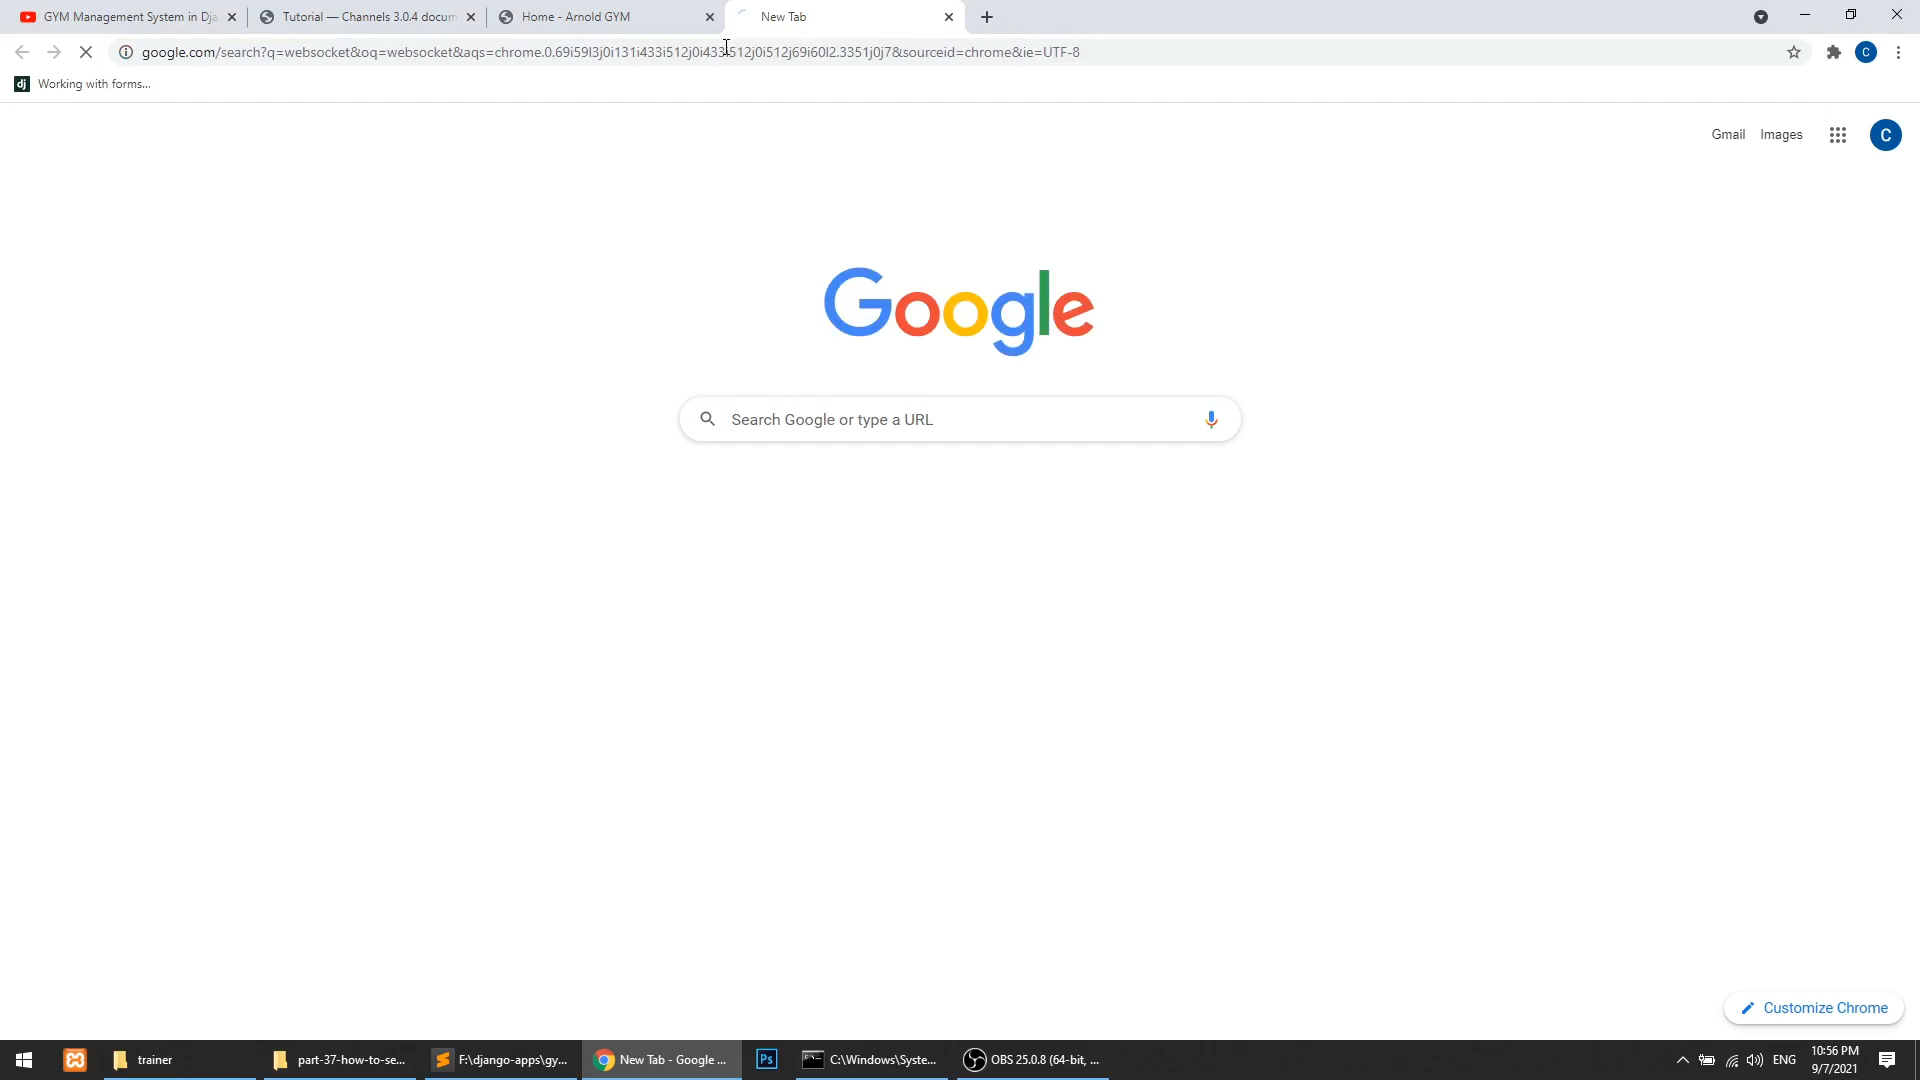 GYM Management System in Dja
Tutorial — Channels 3.0.4 docum
Home - Arnold GYM
New Tab
google.com/search?q=websocket&oq=websocket&aqs=chrome.0.69i59l3j0i131i433i512j0i433i512j0i512j69i60l2.3351j0j7&sourceid=chrome&ie=UTF-8
C
dj Working with forms...
Gmail Images
C
Google
Search Google or type a URL
Customize Chrome
trainer
part-37-how-to-se...
F:\django-apps\gy...
New Tab - Google ...
Ps
C:\Windows\Syste...
OBS 25.0.8 (64-bit, ...
ENG
10:56 PM
9/7/2021